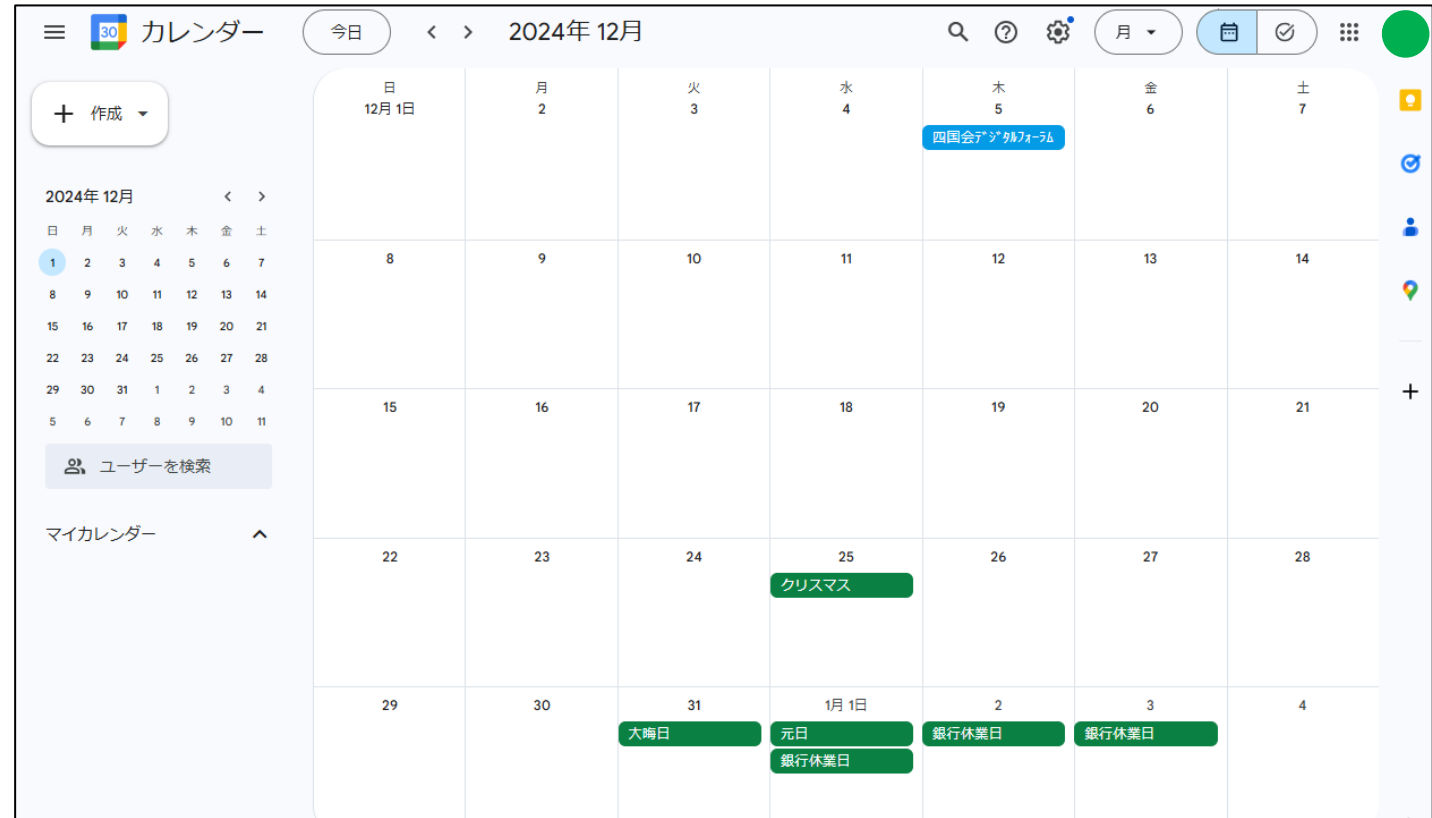 30 カレンダー 今日 2024年 12月 月
作成
2024年 12月
日 月 火 水 木 金 土
1 2 3 4 5 6 7
8 9 10 11 12 13 14
15 16 17 18 19 20 21
22 23 24 25 26 27 28
29 30 31 1 2 3 4
5 6 7 8 9 10 11
ユーザーを検索
マイカレンダー
日 月 火 水 木 金 土
12月 1日 2 3 4 5 6 7
四国会デジタルフォーラム
8 9 10 11 12 13 14
15 16 17 18 19 20 21
22 23 24 25 26 27 28
クリスマス
29 30 31 1月 1日 2 3 4
大晦日 元日 銀行休業日 銀行休業日
銀行休業日